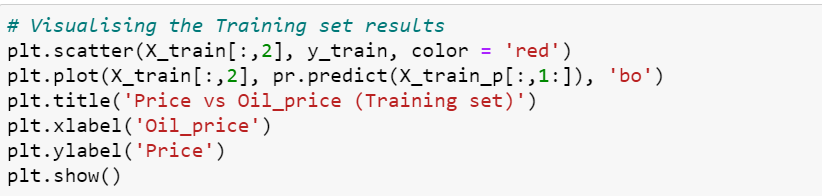 # Visualising the Training set results
plt.scatter(X_train[:,2], y_train, color = 'red')
plt.plot(X_train[:,2], pr.predict(X_train_p[:,1:]), 'bo')
plt.title('Price vs Oil_price (Training set)')
plt.xlabel('Oil_price')
plt.ylabel('Price')
plt.show()